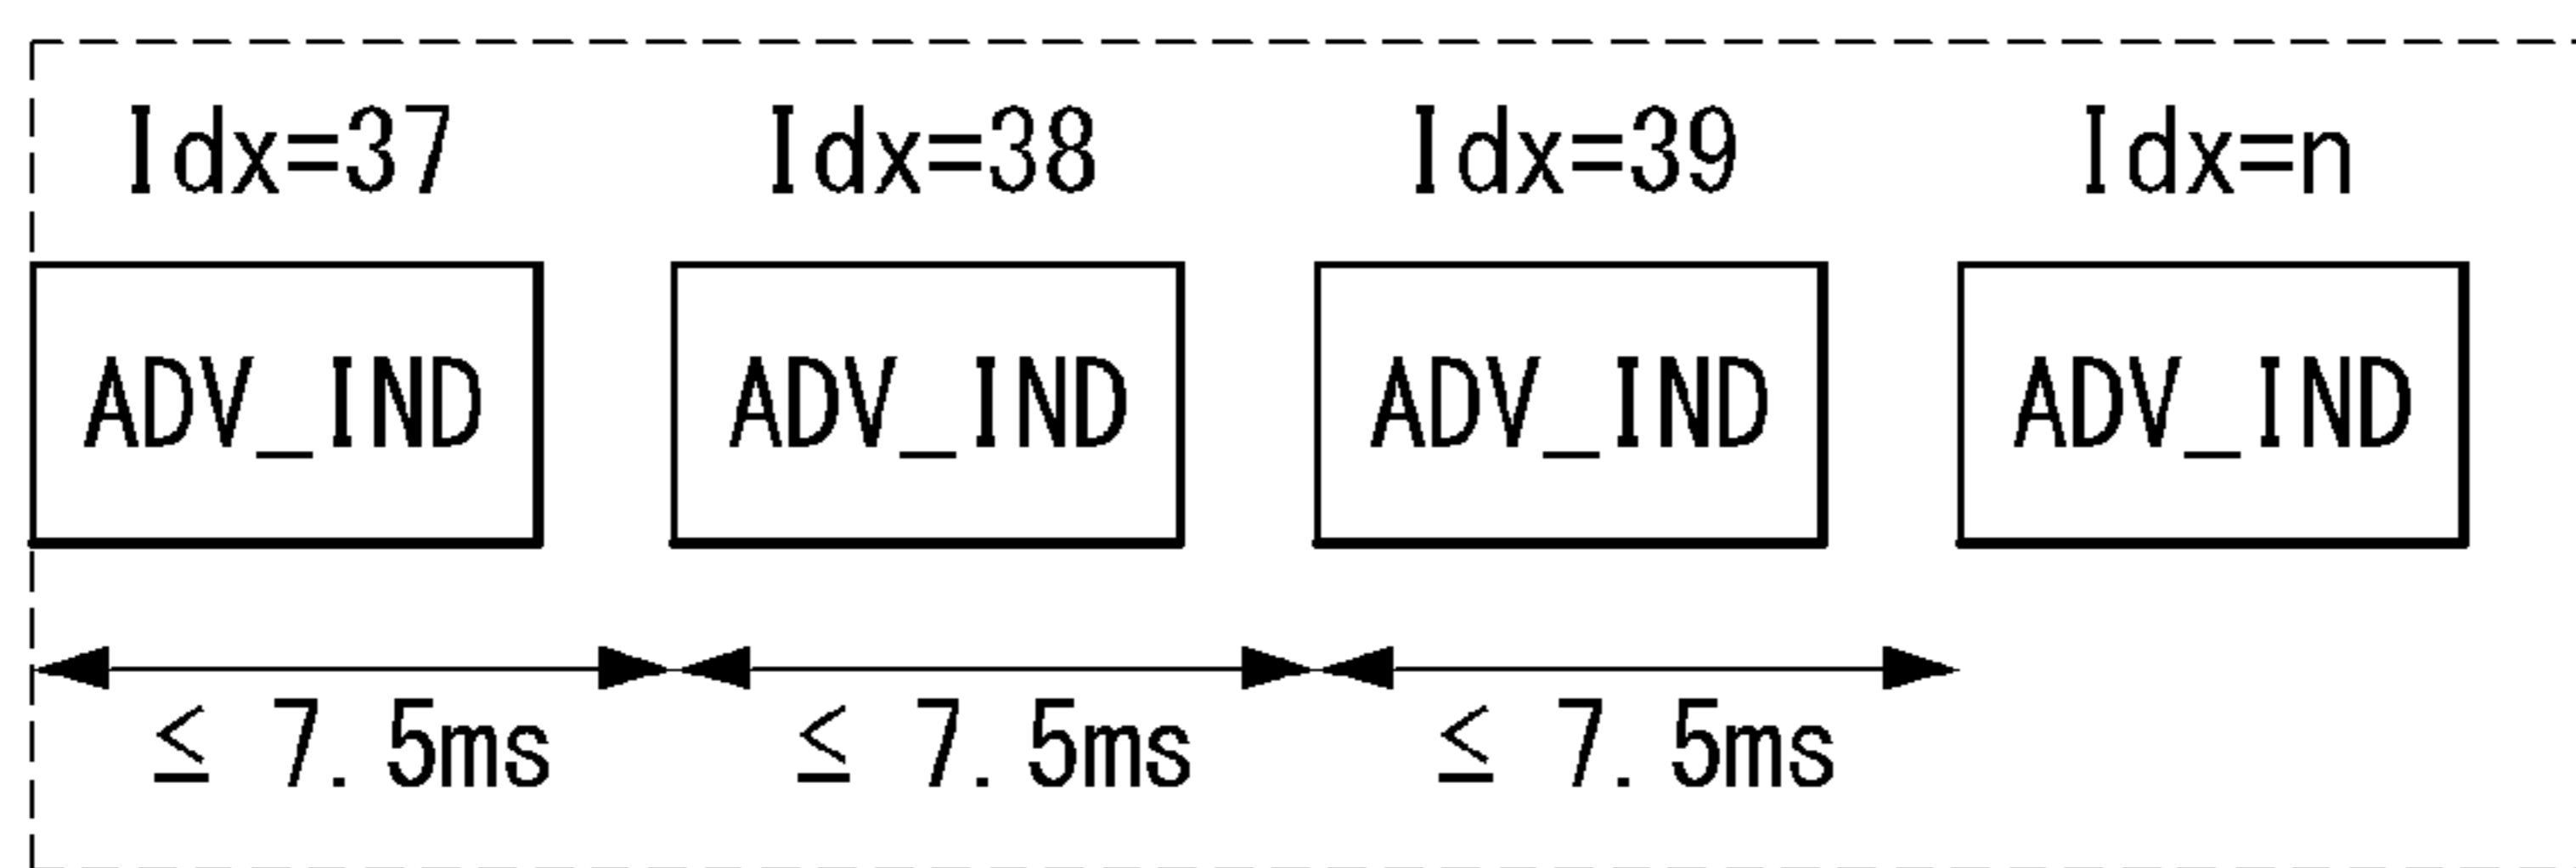 Idx=37 Idx=38 Idx=39 Idx=n
ADV_IND ADV_IND ADV_IND ADV_IND
≤ 7.5ms ≤ 7.5ms ≤ 7.5ms